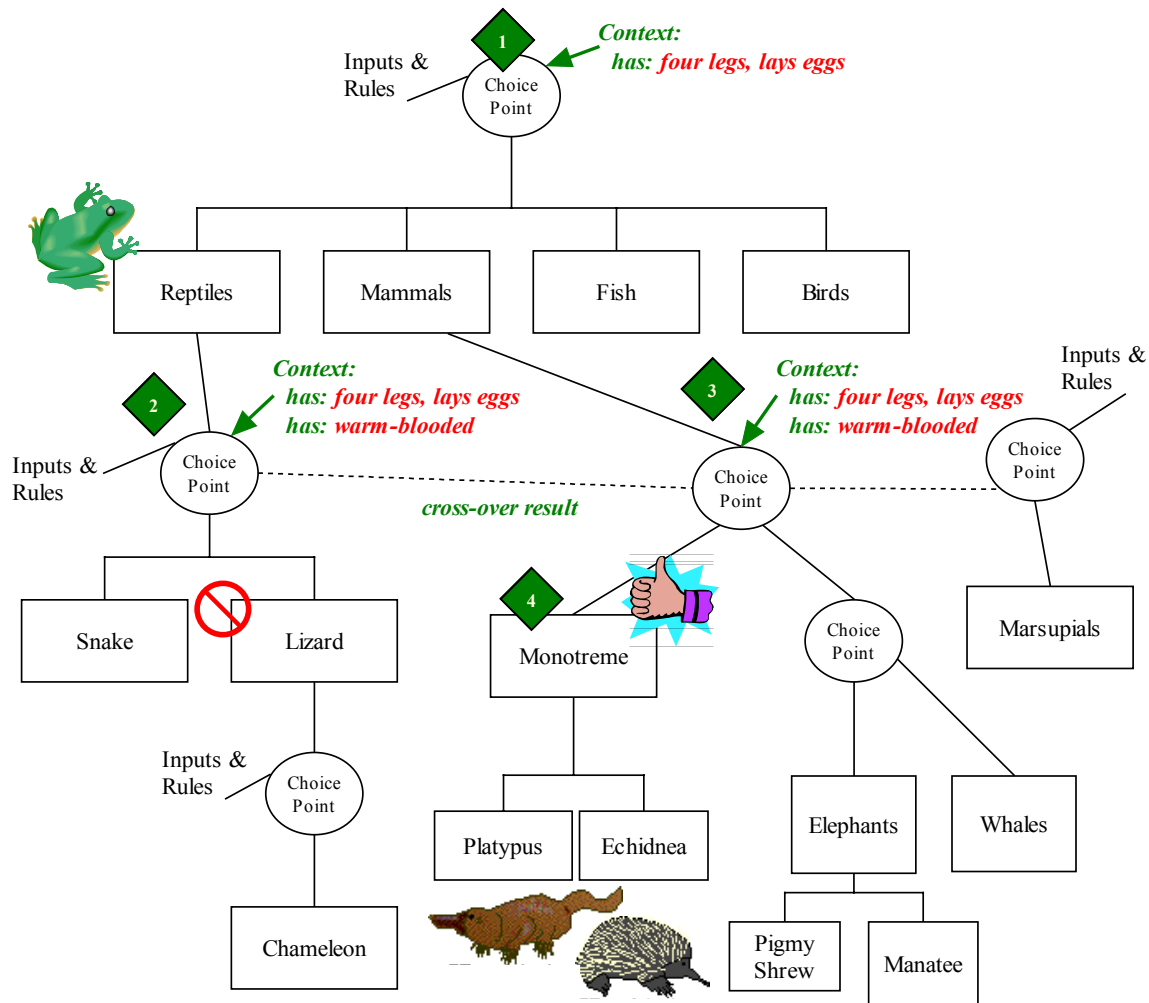 1
Context:
has: four legs, lays eggs
Inputs &
Rules
Choice
Point
Reptiles
Mammals
Fish
Birds
2
Context:
has: four legs, lays eggs
has: warm-blooded
Inputs &
Rules
Choice
Point
3
Context:
has: four legs, lays eggs
has: warm-blooded
Choice
Point
Inputs &
Rules
Choice
Point
cross-over result
Snake
Lizard
4
Monotreme
Choice
Point
Marsupials
Inputs &
Rules
Choice
Point
Platypus
Echidnea
Elephants
Whales
Chameleon
Pigmy
Shrew
Manatee